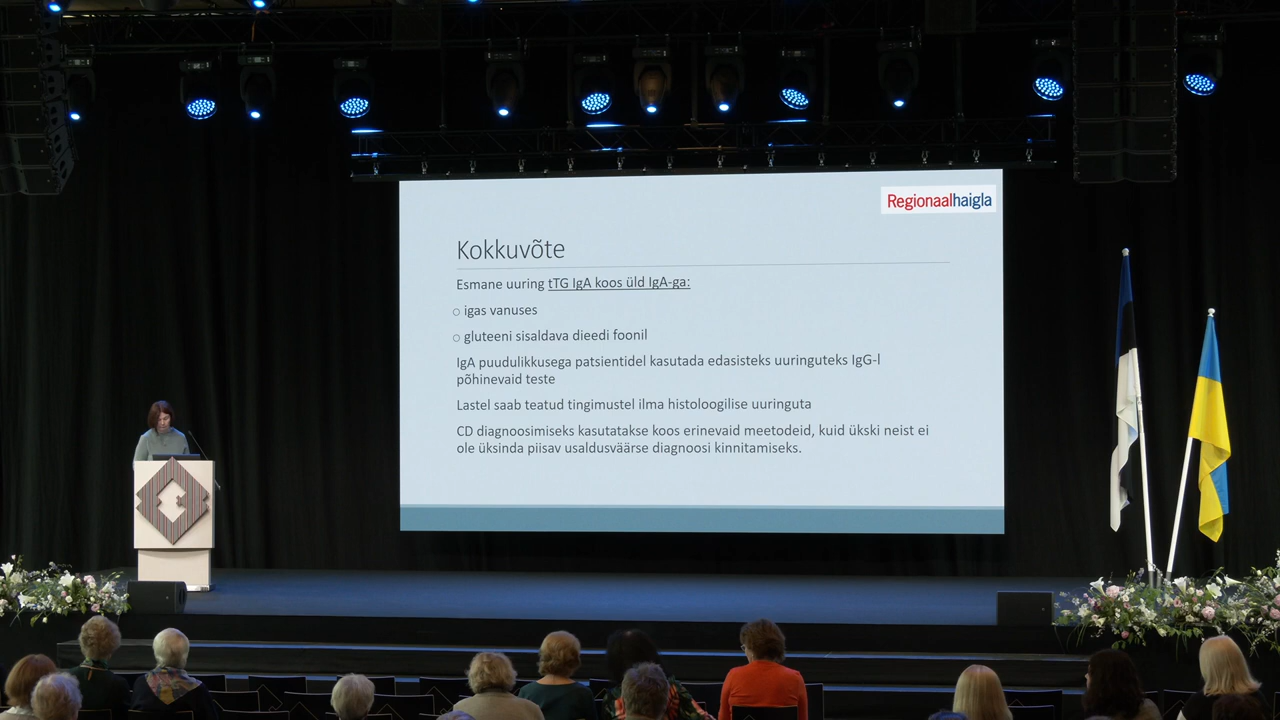 Regionaalhaigla
Kokkuvõte
Esmane uuring tTG IgA koos üld IgA-ga:
○ igas vanuses
○ gluteeni sisaldava dieedi foonil
IgA puudulikkusega patsientidel kasutada edasisteks uuringuteks IgG-l
põhinevaid teste
Lastel saab teatud tingimustel ilma histoloogilise uuringuta
CD diagnoosimiseks kasutatakse koos erinevaid meetodeid, kuid ükski neist ei
ole üksinda piisav usaldusväärse diagnoosi kinnitamiseks.